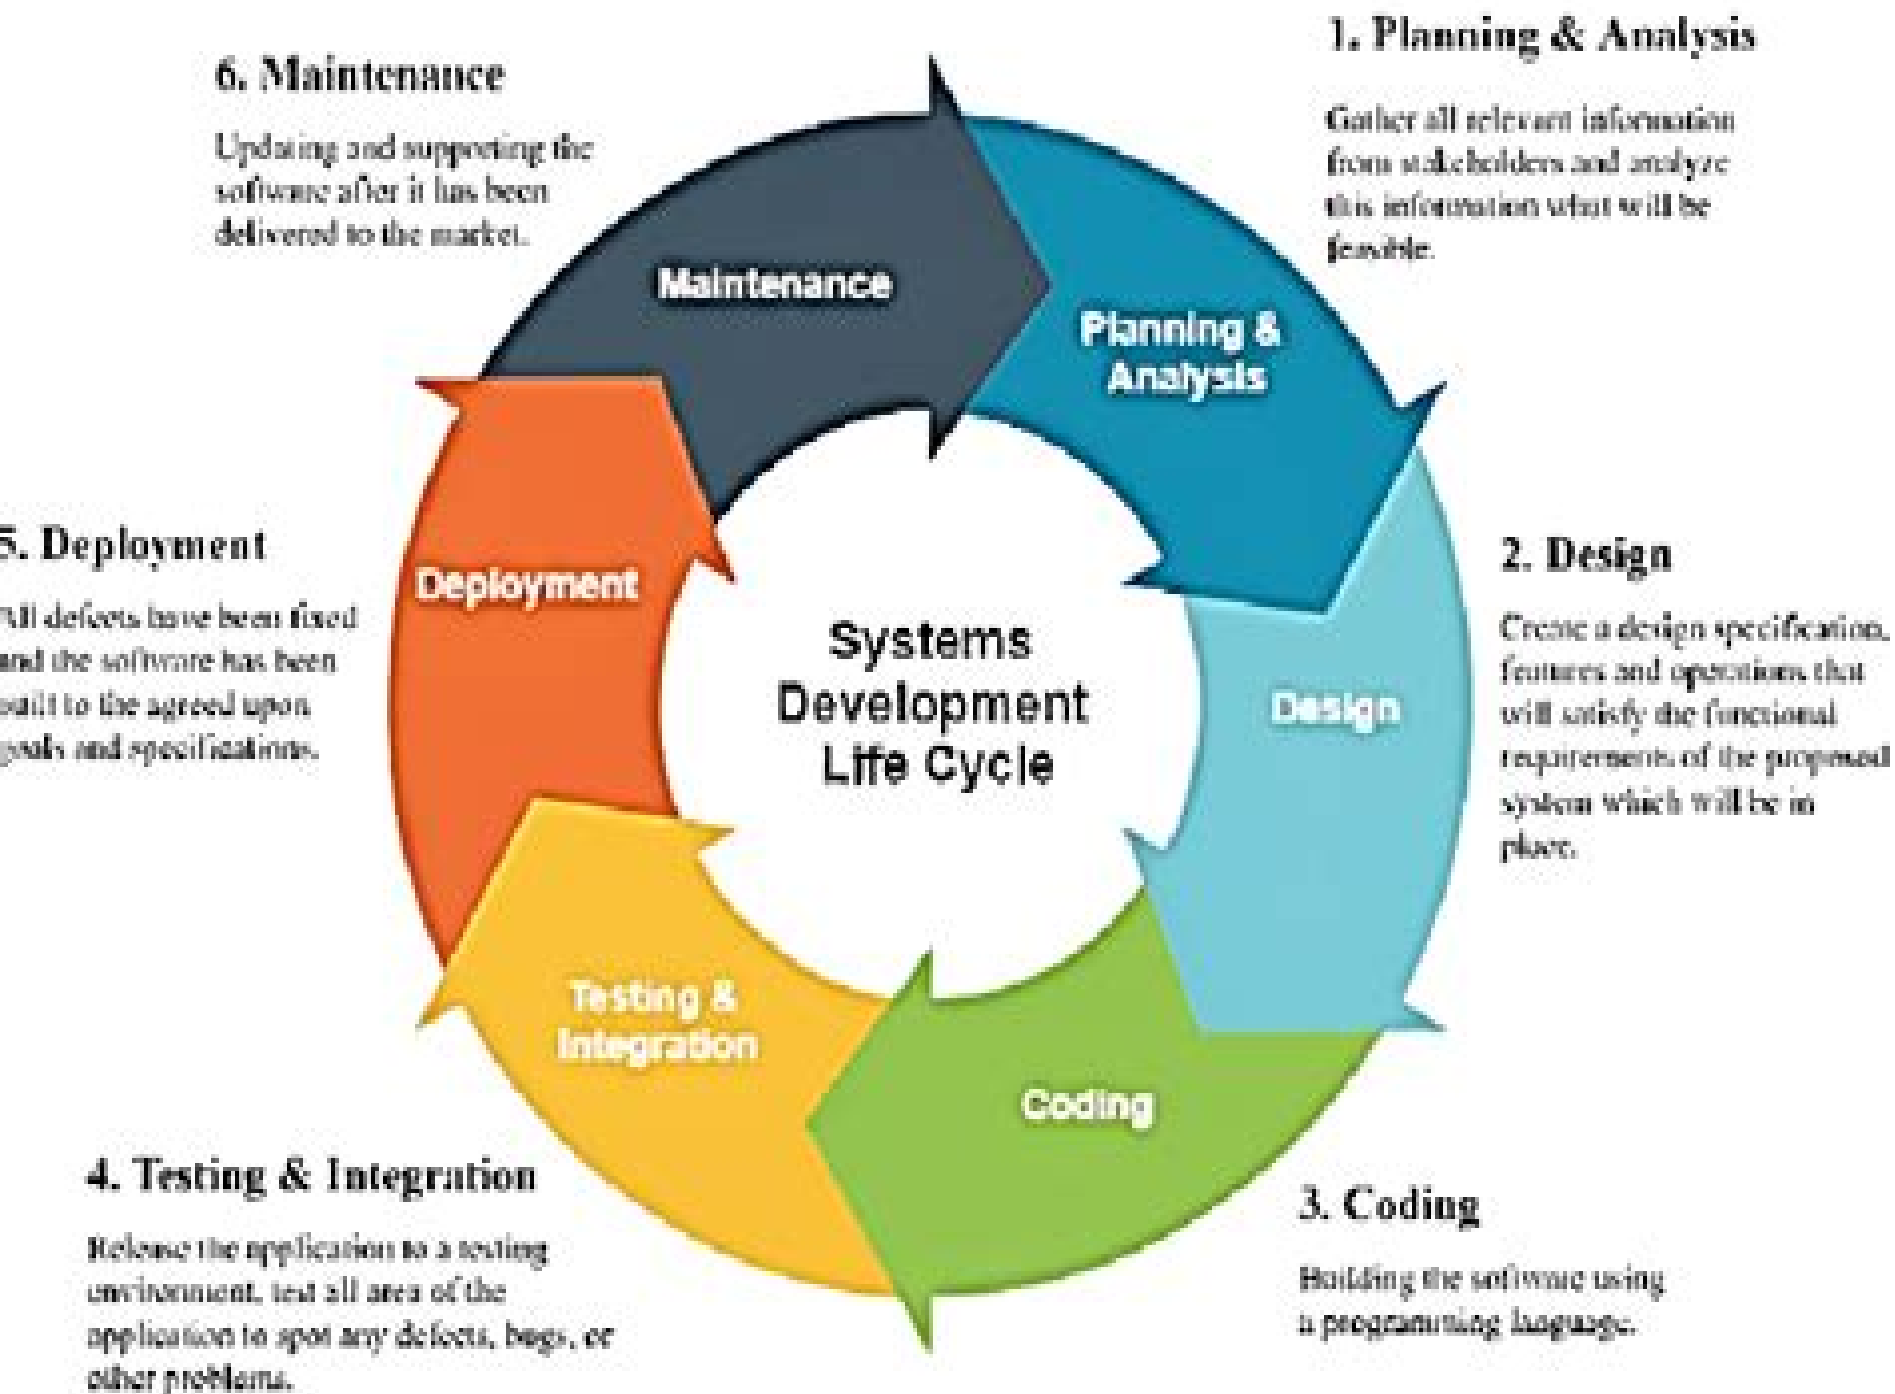 1. Planning & Analysis
Gather all relevant information
from stakeholders and analyze
this information what will be
feasible.
2. Design
Create a design specification,
features and operations that
will satisfy the functional
requirements of the proposed
system which will be in
place.
3. Coding
Building the software using
a programming language.
4. Testing & Integration
Release the application to a testing
environment, test all area of the
application to spot any defects, bugs, or
other problems.
5. Deployment
All defects have been fixed
and the software has been
built to the agreed upon
goals and specifications.
6. Maintenance
Updating and supporting the
software after it has been
delivered to the market.
Maintenance
Planning &
Analysis
Design
Coding
Testing &
Integration
Deployment
Systems
Development
Life Cycle